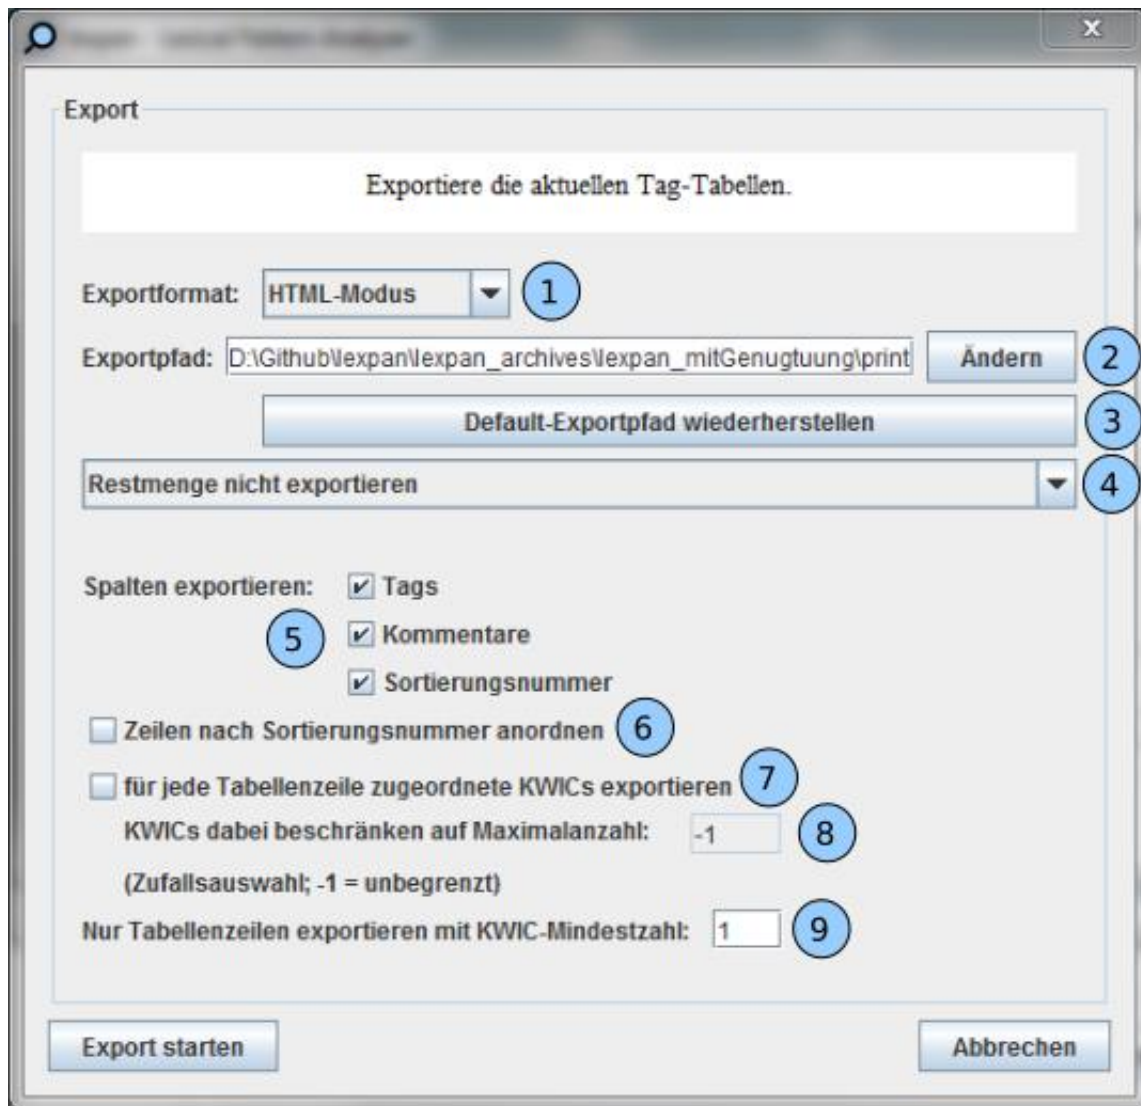 Export
Exportiere die aktuellen Tag-Tabellen.
Exportformat: HTML-Modus 1
Exportpfad: D:\Github\lexpan\lexpan_archives\lexpan_mitGenugtuung\print Ändern 2
Default-Exportpfad wiederherstellen 3
Restmenge nicht exportieren 4
Spalten exportieren: Tags
5 Kommentare
Sortierungsnummer
Zeilen nach Sortierungsnummer anordnen 6
für jede Tabellenzeile zugeordnete KWICs exportieren 7
KWICs dabei beschränken auf Maximalanzahl: -1 8
(Zufallsauswahl; -1 = unbegrenzt)
Nur Tabellenzeilen exportieren mit KWIC-Mindestzahl: 1 9
Export starten Abbrechen